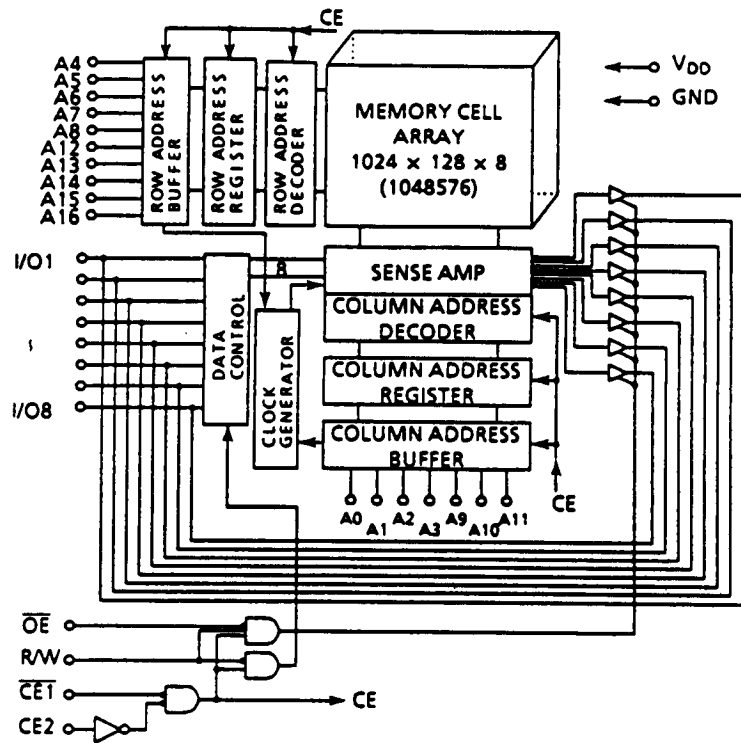 CE
A4
A5
A6
A7
A8
A12
A13
A14
A15
A16
ROW ADDRESS
BUFFER
ROW ADDRESS
REGISTER
ROW ADDRESS
DECODER
MEMORY CELL
ARRAY
1024 × 128 × 8
(1048576)
VDD
GND
I/O1
I/O8
DATA
CONTROL
8
SENSE AMP
COLUMN ADDRESS
DECODER
CLOCK
GENERATOR
COLUMN ADDRESS
REGISTER
COLUMN ADDRESS
BUFFER
A0
A1
A2
A3
A9
A10
A11
CE
OE
R/W
CE1
CE2
CE